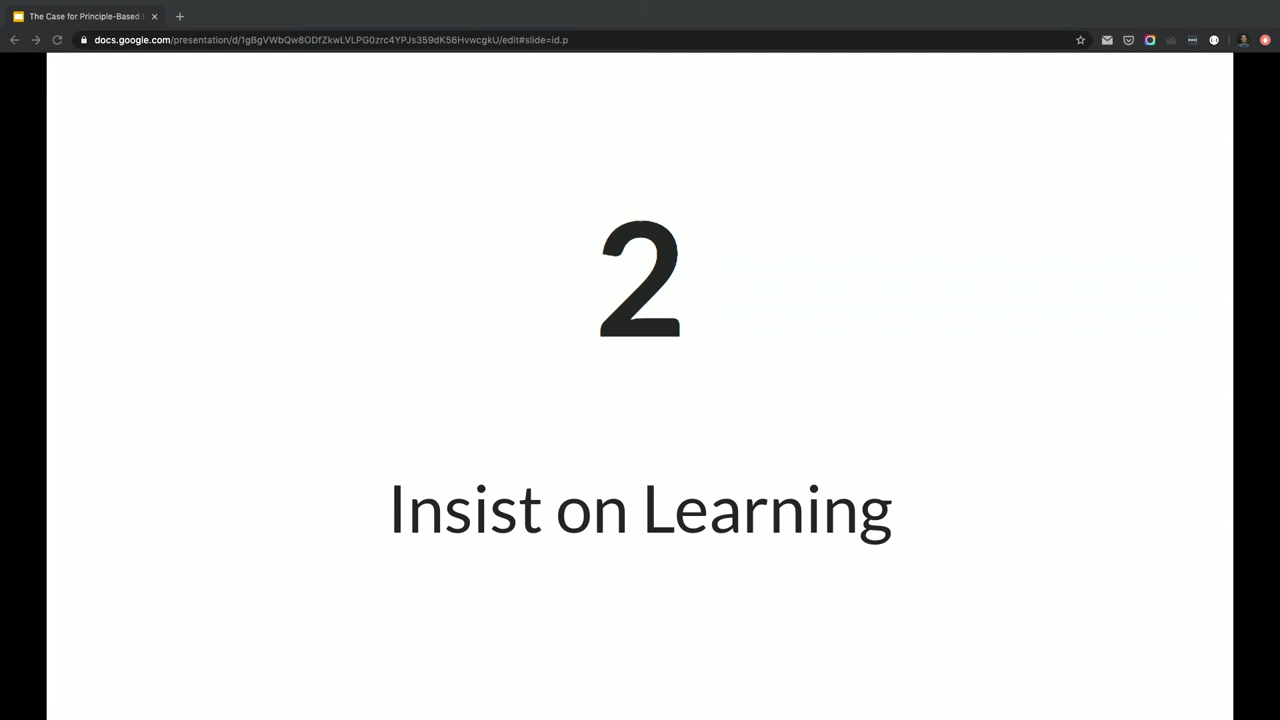 The Case for Principle-Based
docs.google.com/presentation/d/1gBgVWbQw8ODfZkwLVLPG0zrc4YPJs359dK56HvwcgkU/edit#slide=id.p
2
Insist on Learning